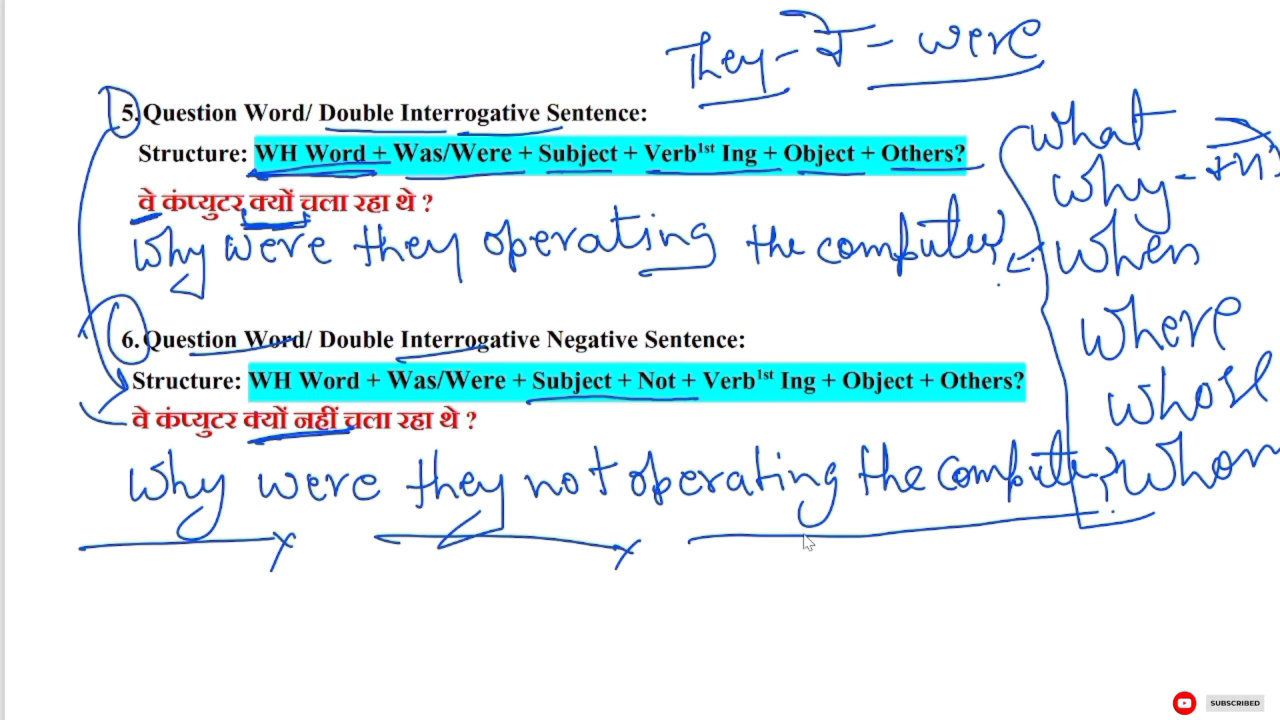 They - वे - were
5. Question Word/ Double Interrogative Sentence:
Structure: WH Word + Was/Were + Subject + Verb1st Ing + Object + Others?
वे कंप्युटर क्यों चला रहा थे ?
why were they operating the computer?
6. Question Word/ Double Interrogative Negative Sentence:
Structure: WH Word + Was/Were + Subject + Not + Verb1st Ing + Object + Others?
वे कंप्युटर क्यों नहीं चला रहा थे ?
why were they not operating the computer?
what
why -
when
where
whose
whom
SUBSCRIBED